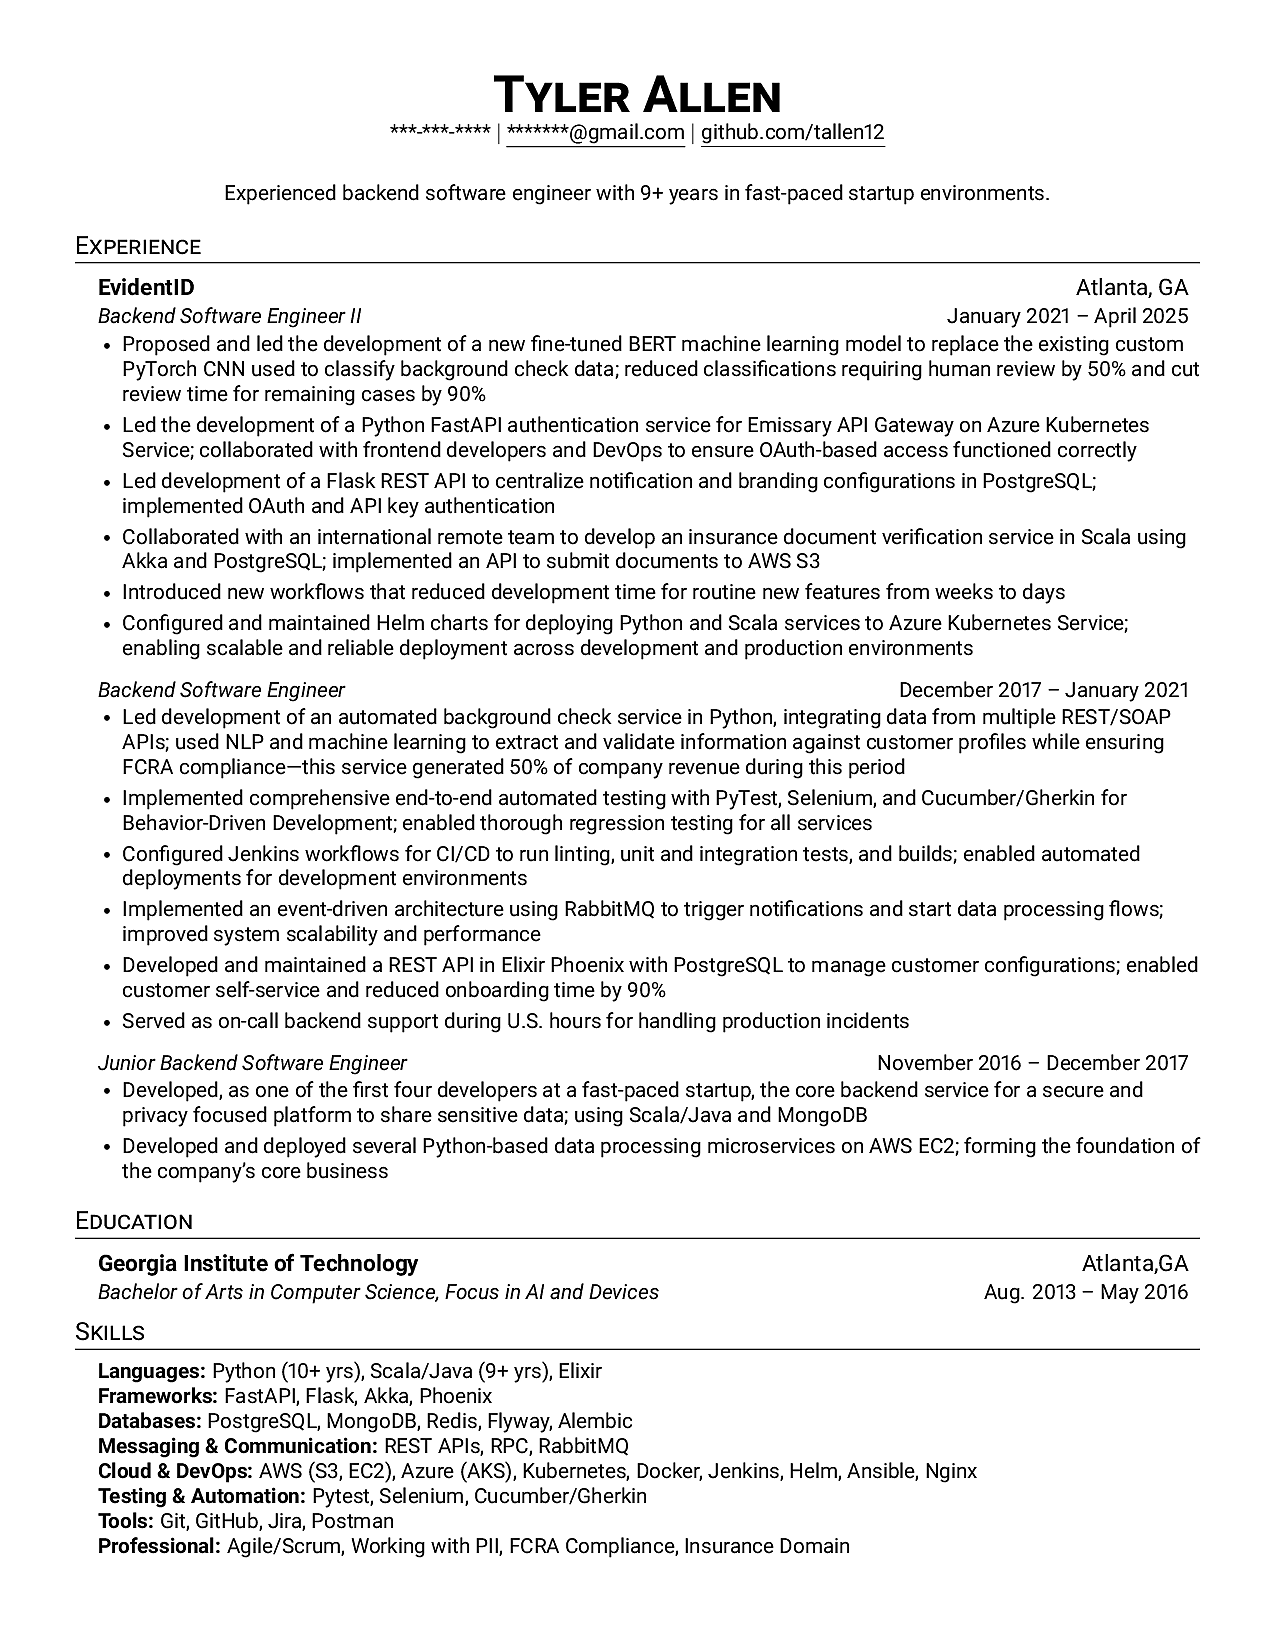 Tyler Allen
***-***-**** | *******@gmail.com | github.com/tallen12
Experienced backend software engineer with 9+ years in fast-paced startup environments.
Experience
EvidentID Atlanta, GA
Backend Software Engineer II January 2021 – April 2025
• Proposed and led the development of a new fine-tuned BERT machine learning model to replace the existing custom
PyTorch CNN used to classify background check data; reduced classifications requiring human review by 50% and cut
review time for remaining cases by 90%
• Led the development of a Python FastAPI authentication service for Emissary API Gateway on Azure Kubernetes
Service; collaborated with frontend developers and DevOps to ensure OAuth-based access functioned correctly
• Led development of a Flask REST API to centralize notification and branding configurations in PostgreSQL;
implemented OAuth and API key authentication
• Collaborated with an international remote team to develop an insurance document verification service in Scala using
Akka and PostgreSQL; implemented an API to submit documents to AWS S3
• Introduced new workflows that reduced development time for routine new features from weeks to days
• Configured and maintained Helm charts for deploying Python and Scala services to Azure Kubernetes Service;
enabling scalable and reliable deployment across development and production environments
Backend Software Engineer December 2017 – January 2021
• Led development of an automated background check service in Python, integrating data from multiple REST/SOAP
APIs; used NLP and machine learning to extract and validate information against customer profiles while ensuring
FCRA compliance—this service generated 50% of company revenue during this period
• Implemented comprehensive end-to-end automated testing with PyTest, Selenium, and Cucumber/Gherkin for
Behavior-Driven Development; enabled thorough regression testing for all services
• Configured Jenkins workflows for CI/CD to run linting, unit and integration tests, and builds; enabled automated
deployments for development environments
• Implemented an event-driven architecture using RabbitMQ to trigger notifications and start data processing flows;
improved system scalability and performance
• Developed and maintained a REST API in Elixir Phoenix with PostgreSQL to manage customer configurations; enabled
customer self-service and reduced onboarding time by 90%
• Served as on-call backend support during U.S. hours for handling production incidents
Junior Backend Software Engineer November 2016 – December 2017
• Developed, as one of the first four developers at a fast-paced startup, the core backend service for a secure and
privacy focused platform to share sensitive data; using Scala/Java and MongoDB
• Developed and deployed several Python-based data processing microservices on AWS EC2; forming the foundation of
the company’s core business
Education
Georgia Institute of Technology Atlanta,GA
Bachelor of Arts in Computer Science, Focus in AI and Devices Aug. 2013 – May 2016
Skills
Languages: Python (10+ yrs), Scala/Java (9+ yrs), Elixir
Frameworks: FastAPI, Flask, Akka, Phoenix
Databases: PostgreSQL, MongoDB, Redis, Flyway, Alembic
Messaging & Communication: REST APIs, RPC, RabbitMQ
Cloud & DevOps: AWS (S3, EC2), Azure (AKS), Kubernetes, Docker, Jenkins, Helm, Ansible, Nginx
Testing & Automation: Pytest, Selenium, Cucumber/Gherkin
Tools: Git, GitHub, Jira, Postman
Professional: Agile/Scrum, Working with PII, FCRA Compliance, Insurance Domain